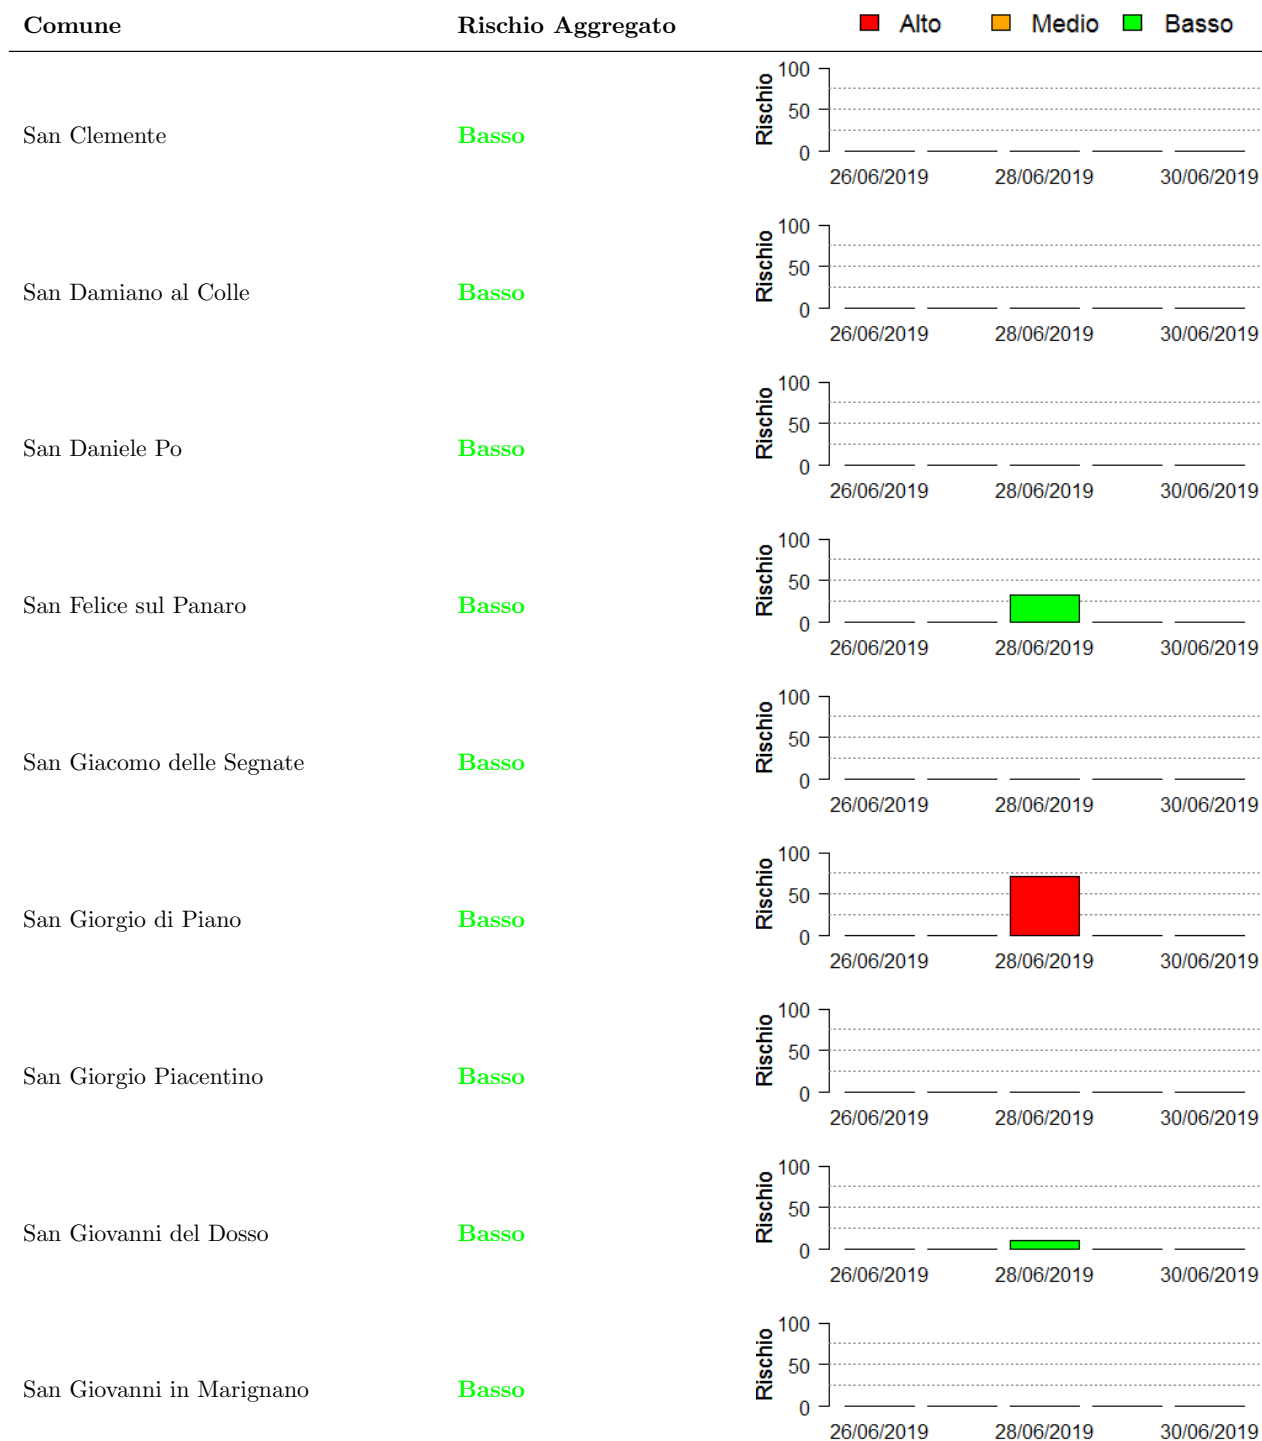 Comune Rischio Aggregato Alto Medio Basso
San Clemente Basso
Rischio
100
50
0
26/06/2019 28/06/2019 30/06/2019
San Damiano al Colle Basso
Rischio
100
50
0
26/06/2019 28/06/2019 30/06/2019
San Daniele Po Basso
Rischio
100
50
0
26/06/2019 28/06/2019 30/06/2019
San Felice sul Panaro Basso
Rischio
100
50
0
26/06/2019 28/06/2019 30/06/2019
San Giacomo delle Segnate Basso
Rischio
100
50
0
26/06/2019 28/06/2019 30/06/2019
San Giorgio di Piano Basso
Rischio
100
50
0
26/06/2019 28/06/2019 30/06/2019
San Giorgio Piacentino Basso
Rischio
100
50
0
26/06/2019 28/06/2019 30/06/2019
San Giovanni del Dosso Basso
Rischio
100
50
0
26/06/2019 28/06/2019 30/06/2019
San Giovanni in Marignano Basso
Rischio
100
50
0
26/06/2019 28/06/2019 30/06/2019